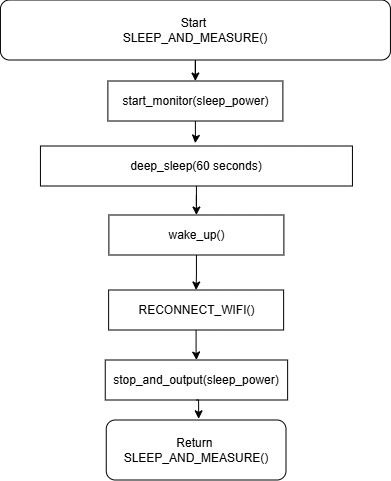 Start
SLEEP_AND_MEASURE()
start_monitor(sleep_power)
deep_sleep(60 seconds)
wake_up()
RECONNECT_WIFI()
stop_and_output(sleep_power)
Return
SLEEP_AND_MEASURE()